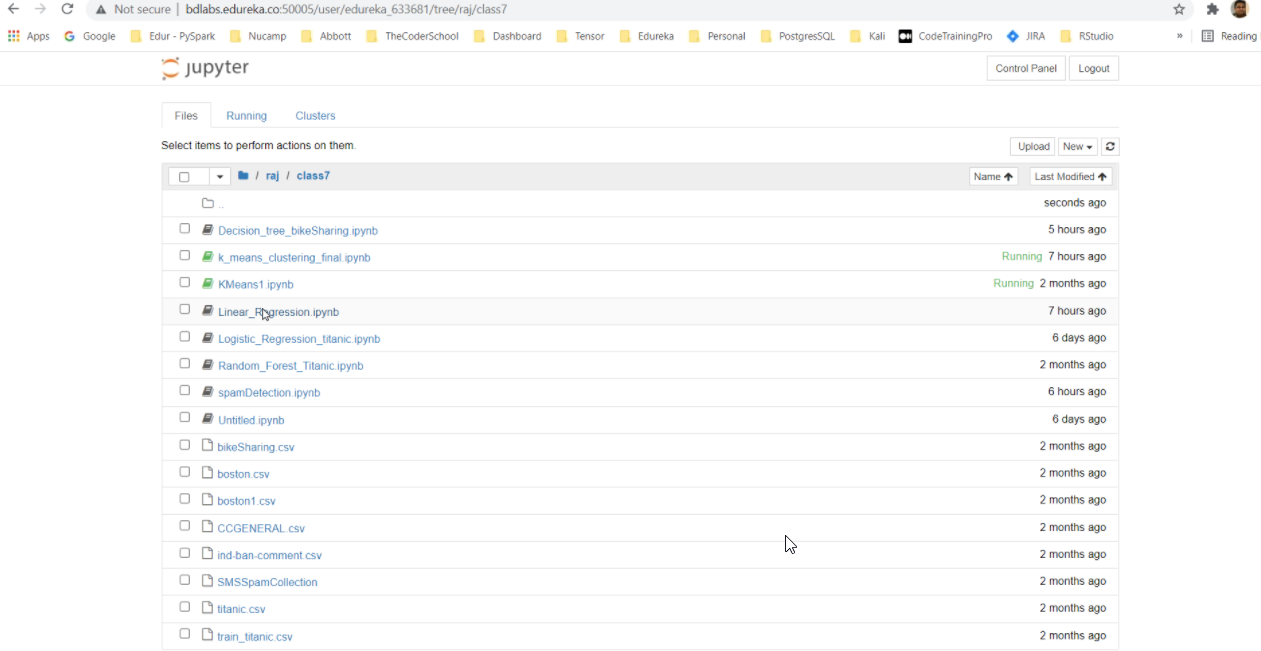 Not secure | bdlabs.edureka.co:50005/user/edureka_633681/tree/raj/class7
Apps Google Edur - PySpark Nucamp Abbott TheCoderSchool Dashboard Tensor Edureka Personal PostgresSQL Kali CodeTrainingPro JIRA RStudio » Reading
jupyter Control Panel Logout
Files Running Clusters
Select items to perform actions on them. Upload New
/ raj / class7 Name Last Modified
.. seconds ago
Decision_tree_bikeSharing.ipynb 5 hours ago
k_means_clustering_final.ipynb Running 7 hours ago
KMeans1.ipynb Running 2 months ago
Linear_Regression.ipynb 7 hours ago
Logistic_Regression_titanic.ipynb 6 days ago
Random_Forest_Titanic.ipynb 2 months ago
spamDetection.ipynb 6 hours ago
Untitled.ipynb 6 days ago
bikeSharing.csv 2 months ago
boston.csv 2 months ago
boston1.csv 2 months ago
CCGENERAL.csv 2 months ago
ind-ban-comment.csv 2 months ago
SMSSpamCollection 2 months ago
titanic.csv 2 months ago
train_titanic.csv 2 months ago